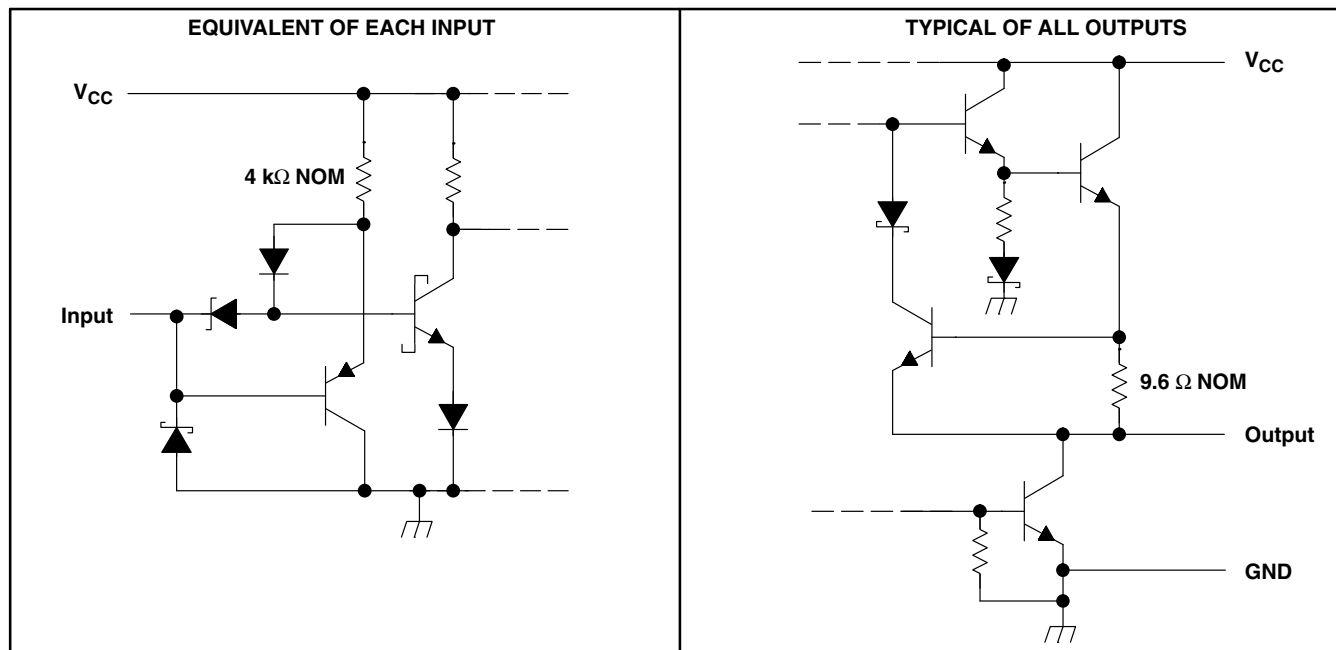 EQUIVALENT OF EACH INPUT
VCC
4 kΩ NOM
Input
TYPICAL OF ALL OUTPUTS
VCC
9.6 Ω NOM
Output
GND